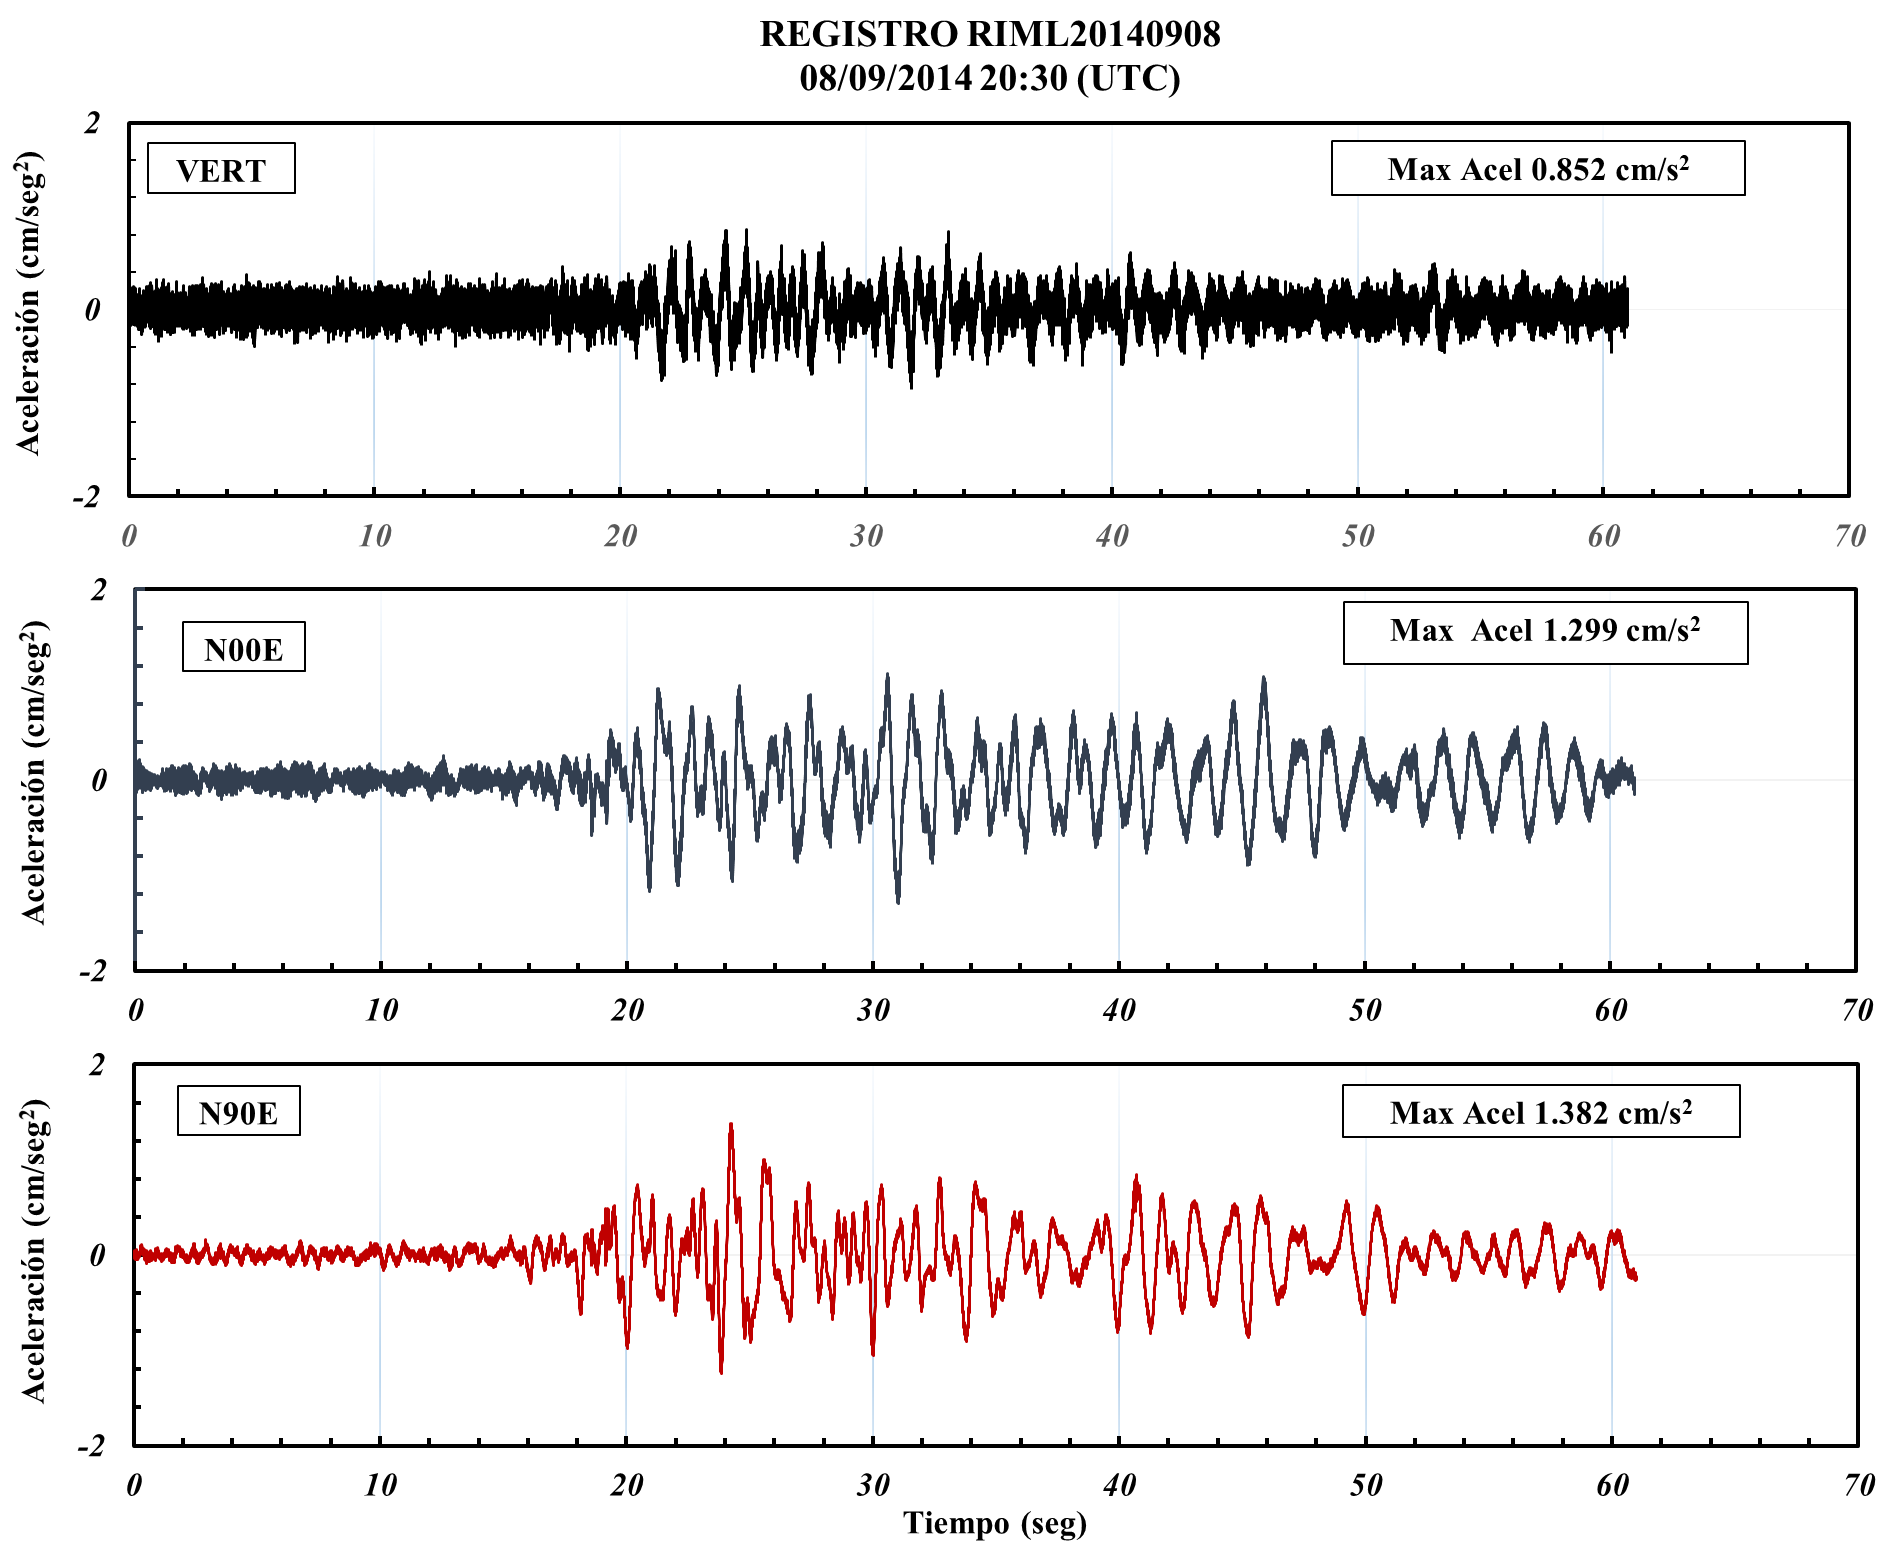 REGISTRO RIML20140908
08/09/2014 20:30 (UTC)
VERT
Max Acel 0.852 cm/s²
Aceleración (cm/seg²)
2
0
-2
0 10 20 30 40 50 60 70
N00E
Max Acel 1.299 cm/s²
Aceleración (cm/seg²)
2
0
-2
0 10 20 30 40 50 60 70
N90E
Max Acel 1.382 cm/s²
Aceleración (cm/seg²)
2
0
-2
0 10 20 30 40 50 60 70
Tiempo (seg)